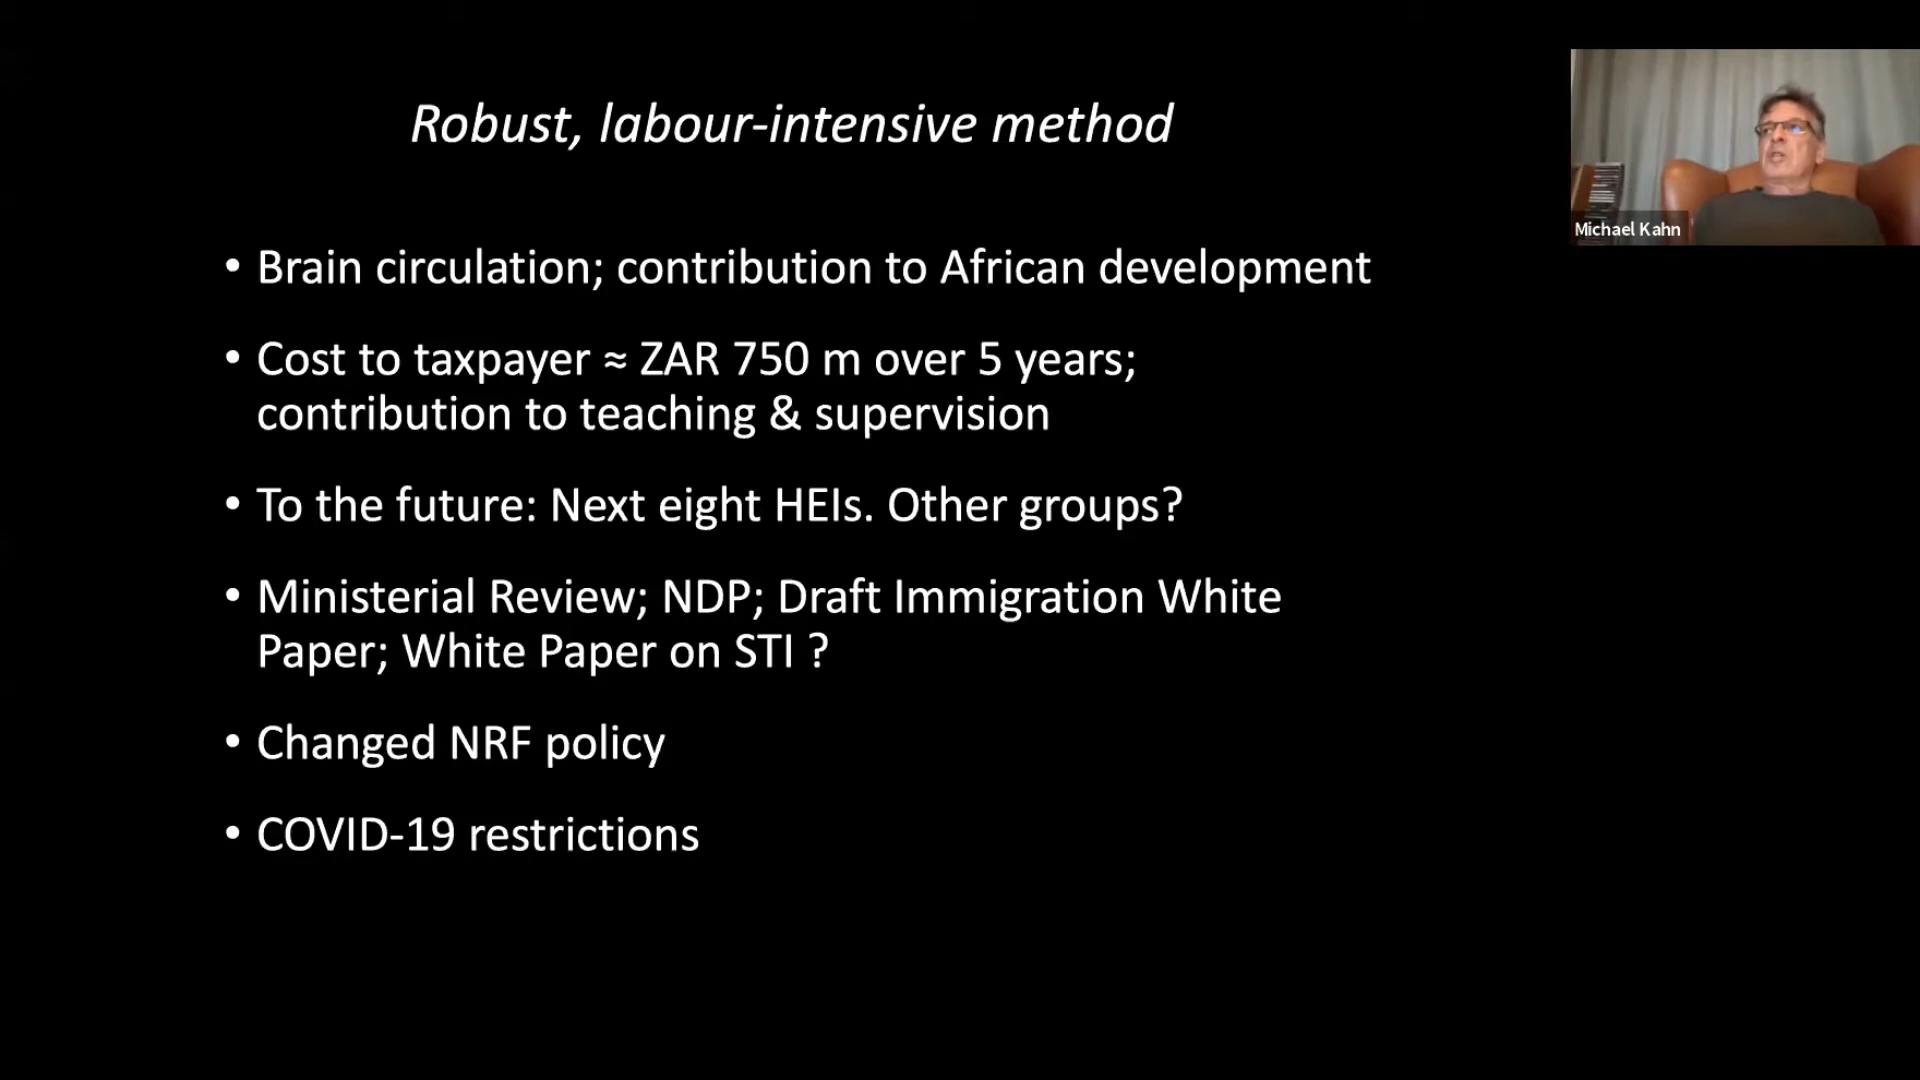 Robust, labour-intensive method
Michael Kahn
• Brain circulation; contribution to African development
• Cost to taxpayer ≈ ZAR 750 m over 5 years;
contribution to teaching & supervision
• To the future: Next eight HEIs. Other groups?
• Ministerial Review; NDP; Draft Immigration White
Paper; White Paper on STI ?
• Changed NRF policy
• COVID-19 restrictions